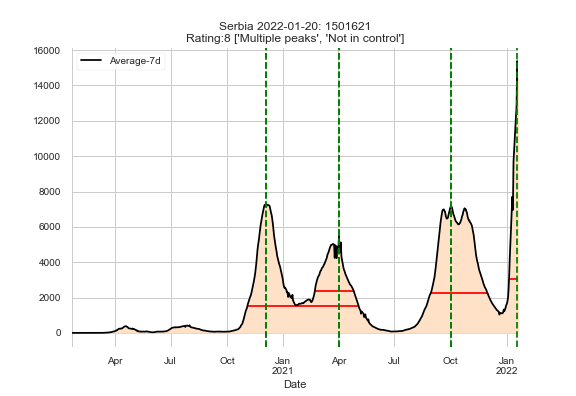 Serbia 2022-01-20: 1501621
Rating:8 ['Multiple peaks', 'Not in control']
16000
Average-7d
14000
12000
10000
8000
6000
4000
2000
0
Apr Jul Oct Jan Apr Jul Oct Jan
2021 2022
Date